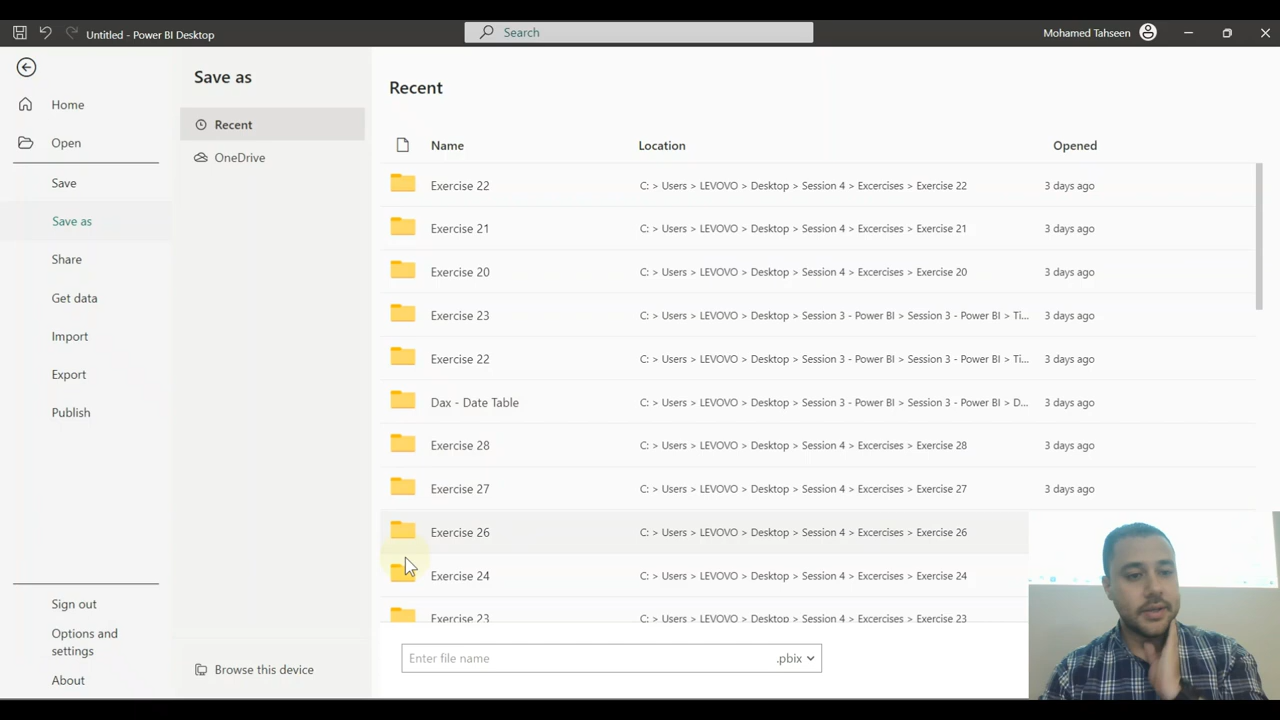 Untitled - Power BI Desktop
Search
Mohamed Tahseen
Home
Open
Save
Save as
Share
Get data
Import
Export
Publish
Sign out
Options and
settings
About
Save as
Recent
OneDrive
Browse this device
Recent
Name Location Opened
Exercise 22 C: > Users > LEVOVO > Desktop > Session 4 > Excercises > Exercise 22 3 days ago
Exercise 21 C: > Users > LEVOVO > Desktop > Session 4 > Excercises > Exercise 21 3 days ago
Exercise 20 C: > Users > LEVOVO > Desktop > Session 4 > Excercises > Exercise 20 3 days ago
Exercise 23 C: > Users > LEVOVO > Desktop > Session 3 - Power BI > Session 3 - Power BI > Ti... 3 days ago
Exercise 22 C: > Users > LEVOVO > Desktop > Session 3 - Power BI > Session 3 - Power BI > Ti... 3 days ago
Dax - Date Table C: > Users > LEVOVO > Desktop > Session 3 - Power BI > Session 3 - Power BI > D... 3 days ago
Exercise 28 C: > Users > LEVOVO > Desktop > Session 4 > Excercises > Exercise 28 3 days ago
Exercise 27 C: > Users > LEVOVO > Desktop > Session 4 > Excercises > Exercise 27 3 days ago
Exercise 26 C: > Users > LEVOVO > Desktop > Session 4 > Excercises > Exercise 26
Exercise 24 C: > Users > LEVOVO > Desktop > Session 4 > Excercises > Exercise 24
Exercise 23 C: > Users > LEVOVO > Desktop > Session 4 > Excercises > Exercise 23
Enter file name .pbix